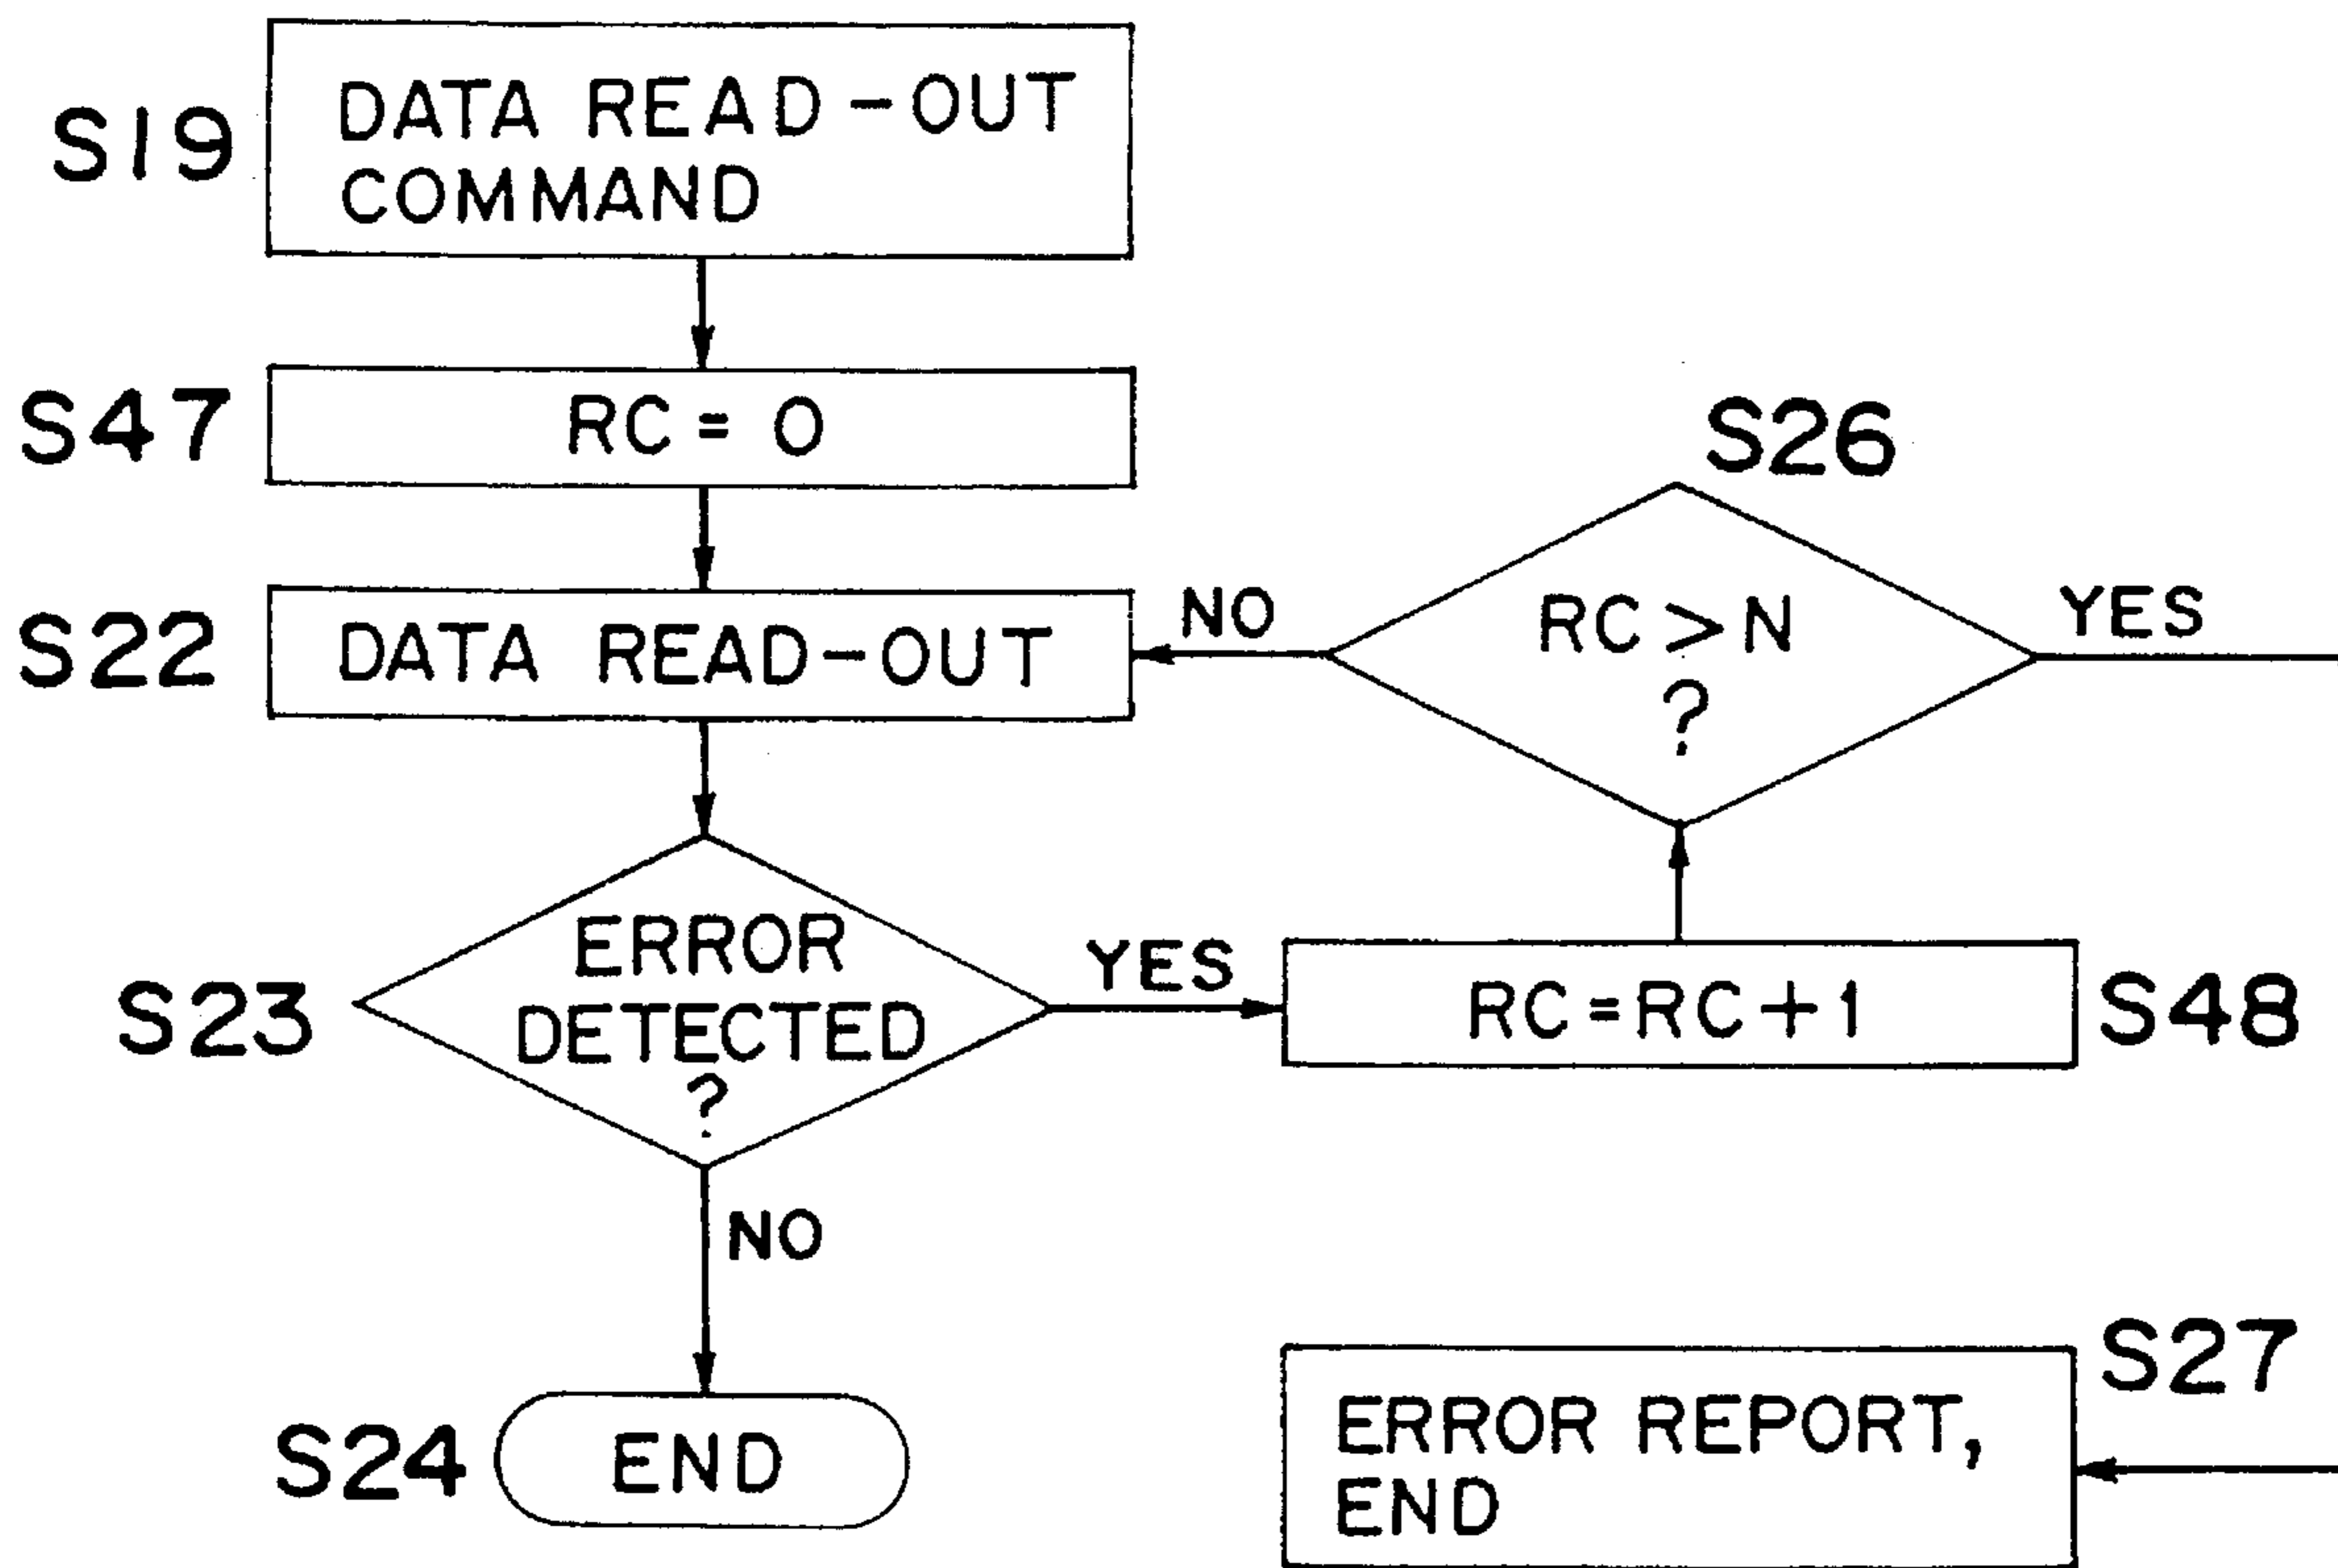 S19
DATA READ-OUT
COMMAND
S47
RC = 0
S26
S22
DATA READ-OUT
NO
RC > N
?
YES
S23
ERROR
DETECTED
?
YES
RC = RC + 1
S48
NO
S24
END
S27
ERROR REPORT,
END